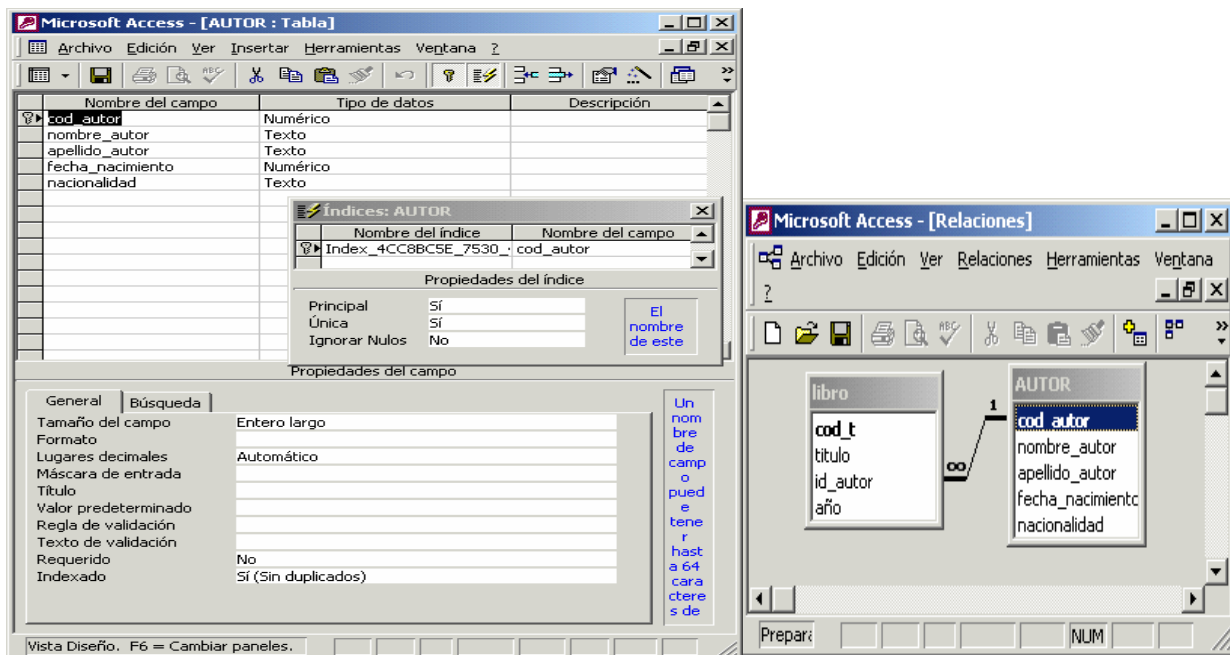 Microsoft Access - [AUTOR : Tabla]
Archivo Edición Ver Insertar Herramientas Ventana ?
Nombre del campo Tipo de datos Descripción
cod_autor Numérico
nombre_autor Texto
apellido_autor Texto
fecha_nacimiento Numérico
nacionalidad Texto
Índices: AUTOR
Nombre del índice Nombre del campo
Index_4CC8BC5E_7530_ cod_autor
Propiedades del índice
Principal Sí
Única Sí
Ignorar Nulos No
El
nombre
de este
Propiedades del campo
General Búsqueda
Tamaño del campo Entero largo
Formato
Lugares decimales Automático
Máscara de entrada
Título
Valor predeterminado
Regla de validación
Texto de validación
Requerido No
Indexado Sí (Sin duplicados)
Un
nom
bre
de
camp
o
pued
e
tene
r
hast
a 64
cara
ctere
s de
Vista Diseño. F6 = Cambiar paneles.
Microsoft Access - [Relaciones]
Archivo Edición Ver Relaciones Herramientas Ventana
?
libro
cod_t
titulo
id_autor
año
∞
1
AUTOR
cod_autor
nombre_autor
apellido_autor
fecha_nacimiento
nacionalidad
Prepara
NUM